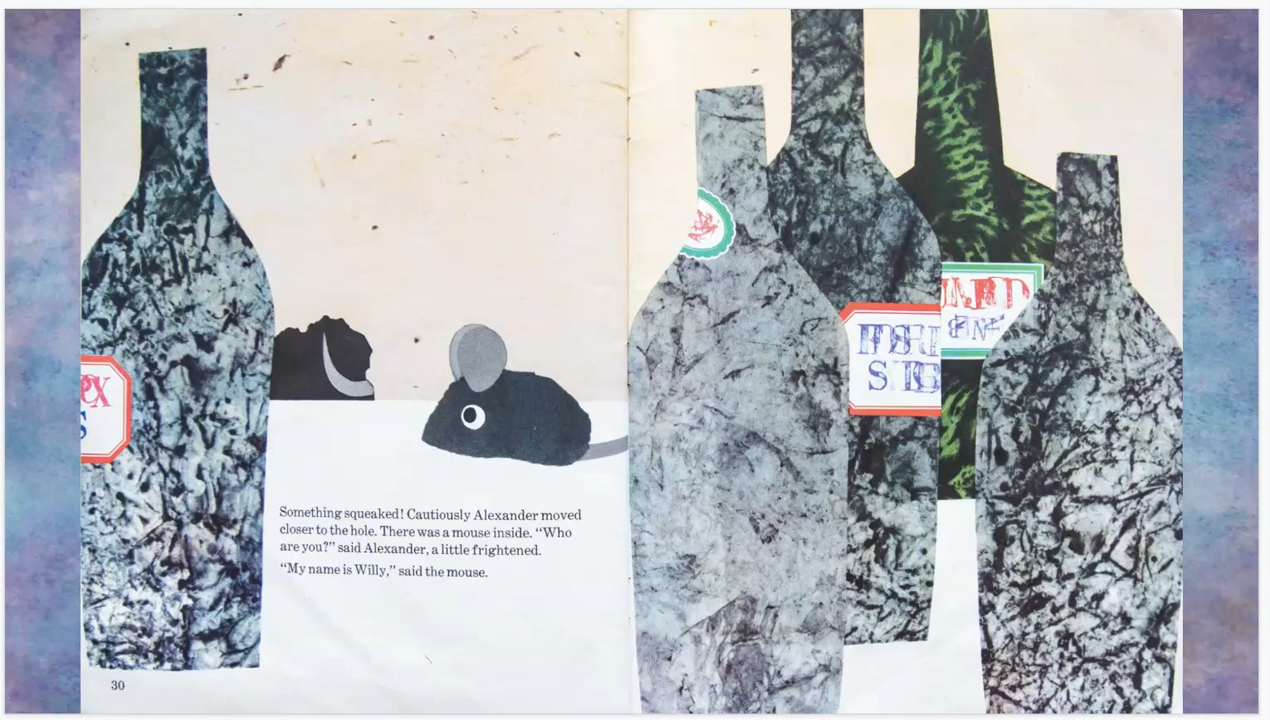 Something squeaked! Cautiously Alexander moved
closer to the hole. There was a mouse inside. “Who
are you?” said Alexander, a little frightened.
“My name is Willy,” said the mouse.
30